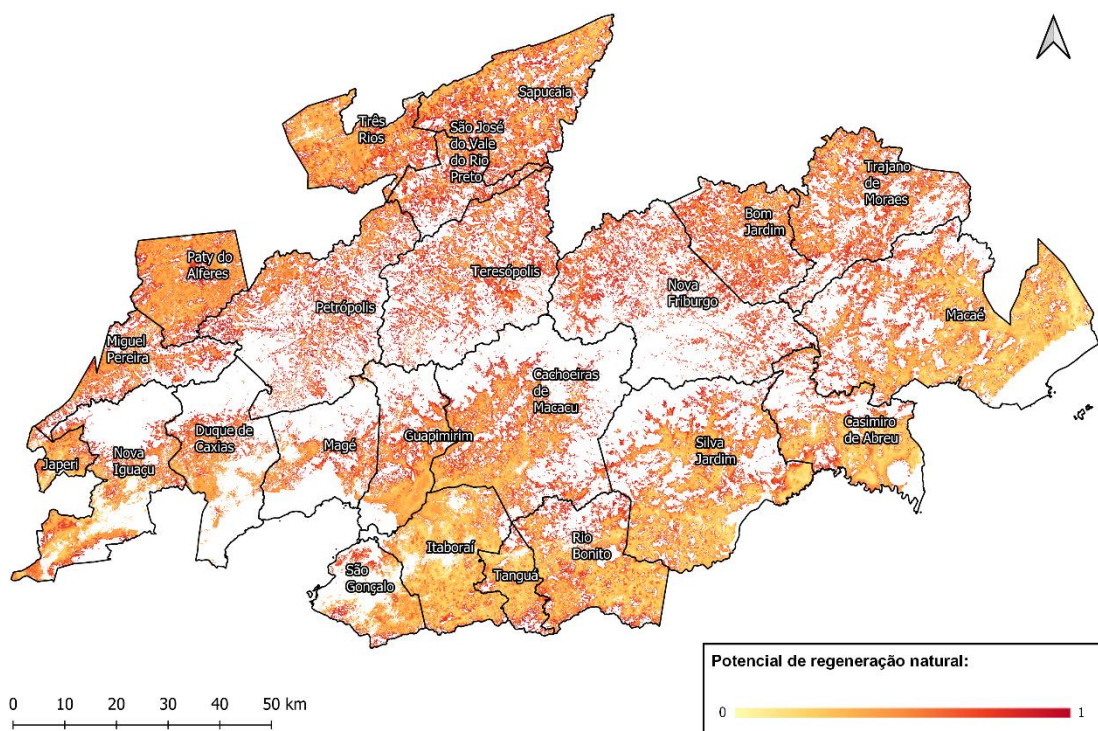 Sapucaia
Três
Rios
São José
do Vale
do Rio
Preto
Trajano
de
Moraes
Bom
Jardim
Paty do
Alferes
Teresópolis
Nova
Friburgo
Petrópolis
Macaé
Miguel
Pereira
Cachoeiras
de
Macacu
Casimiro
de Abreu
Duque de
Caxias
Guapimirim
Magé
Silva
Jardim
Nova
Iguaçu
Japeri
Rio
Bonito
Itaboraí
São
Gonçalo
Tanguá
Potencial de regeneração natural:
0 1
0 10 20 30 40 50 km